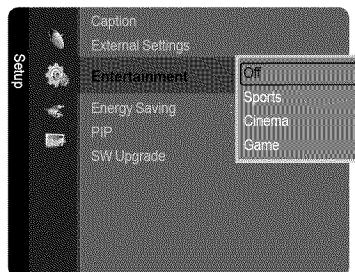 Setup
Caption
External Settings
Entertainment
Energy Saving
PIP
SW Upgrade
Off
Sports
Cinema
Game